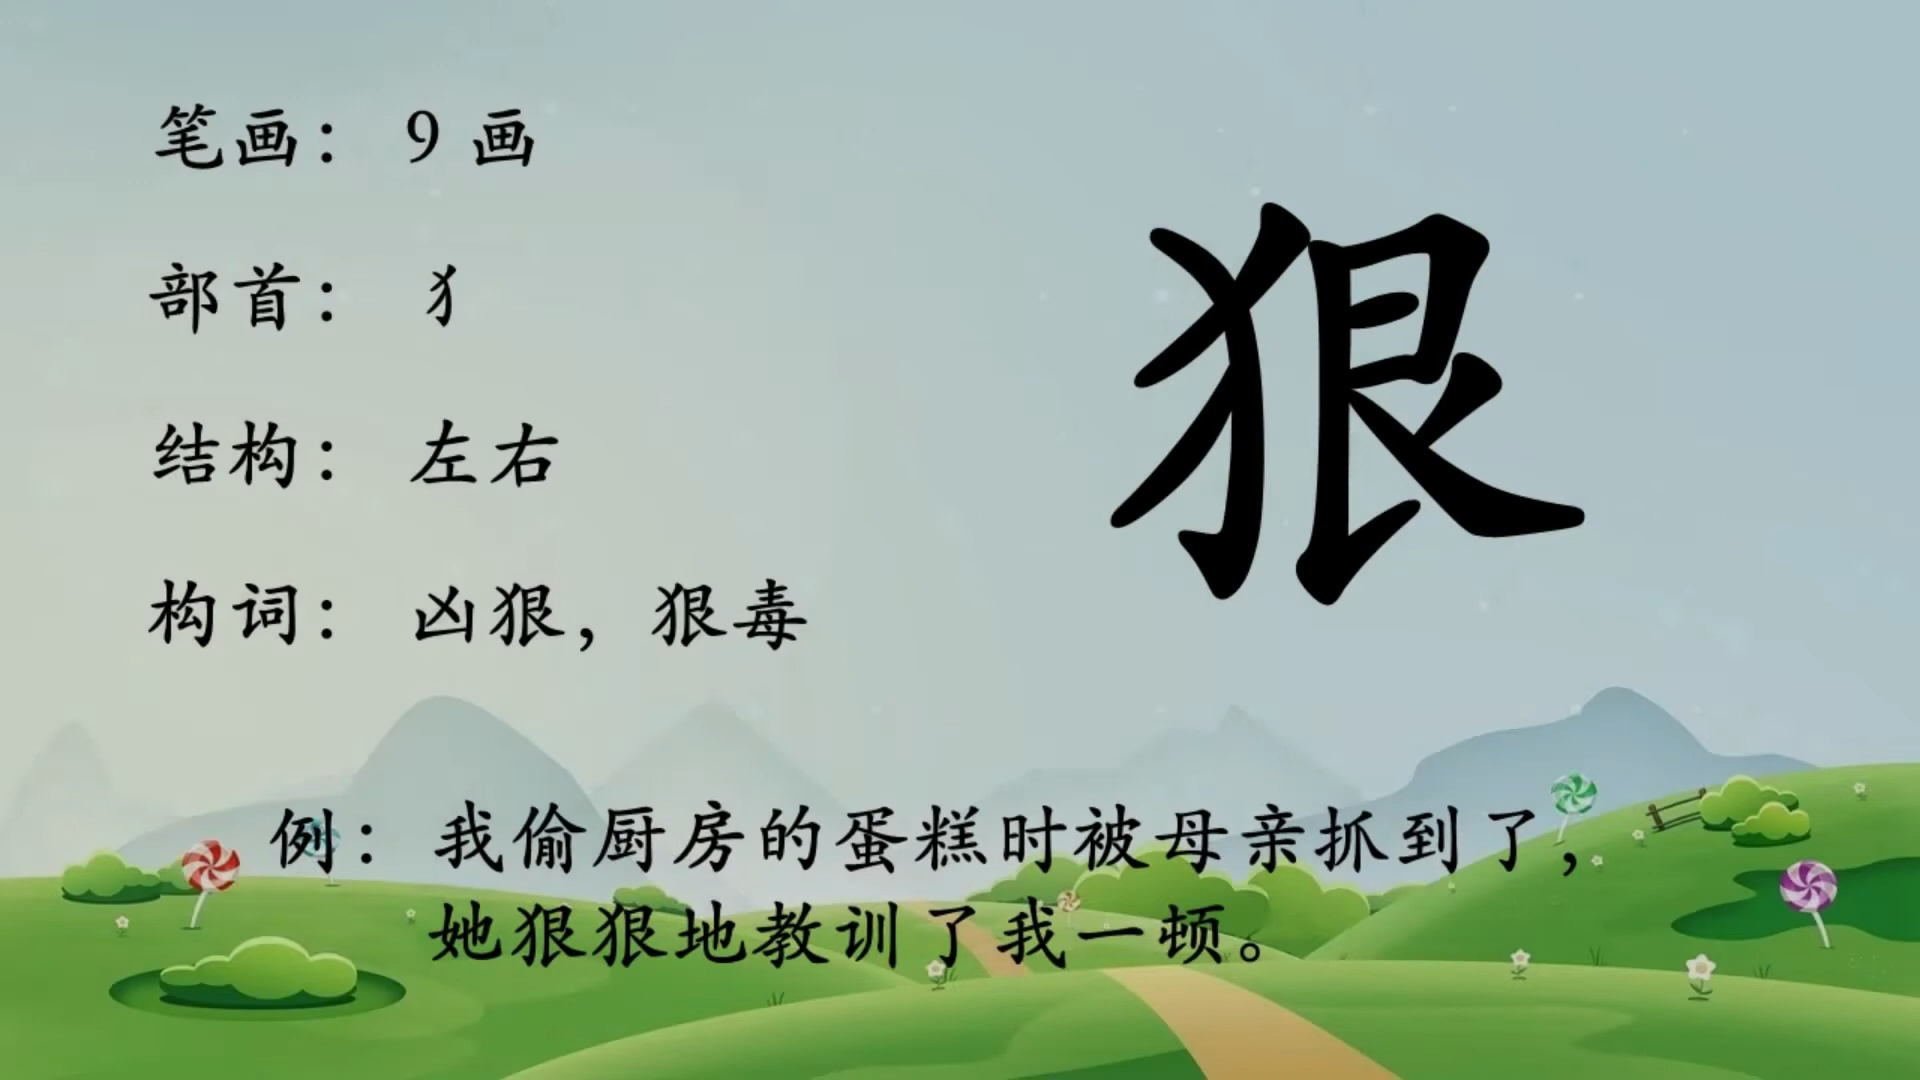 笔画： 9 画
部首： 犭
结构： 左右
构词： 凶狠，狠毒
狠
例： 我偷厨房的蛋糕时被母亲抓到了，
她狠狠地教训了我一顿。